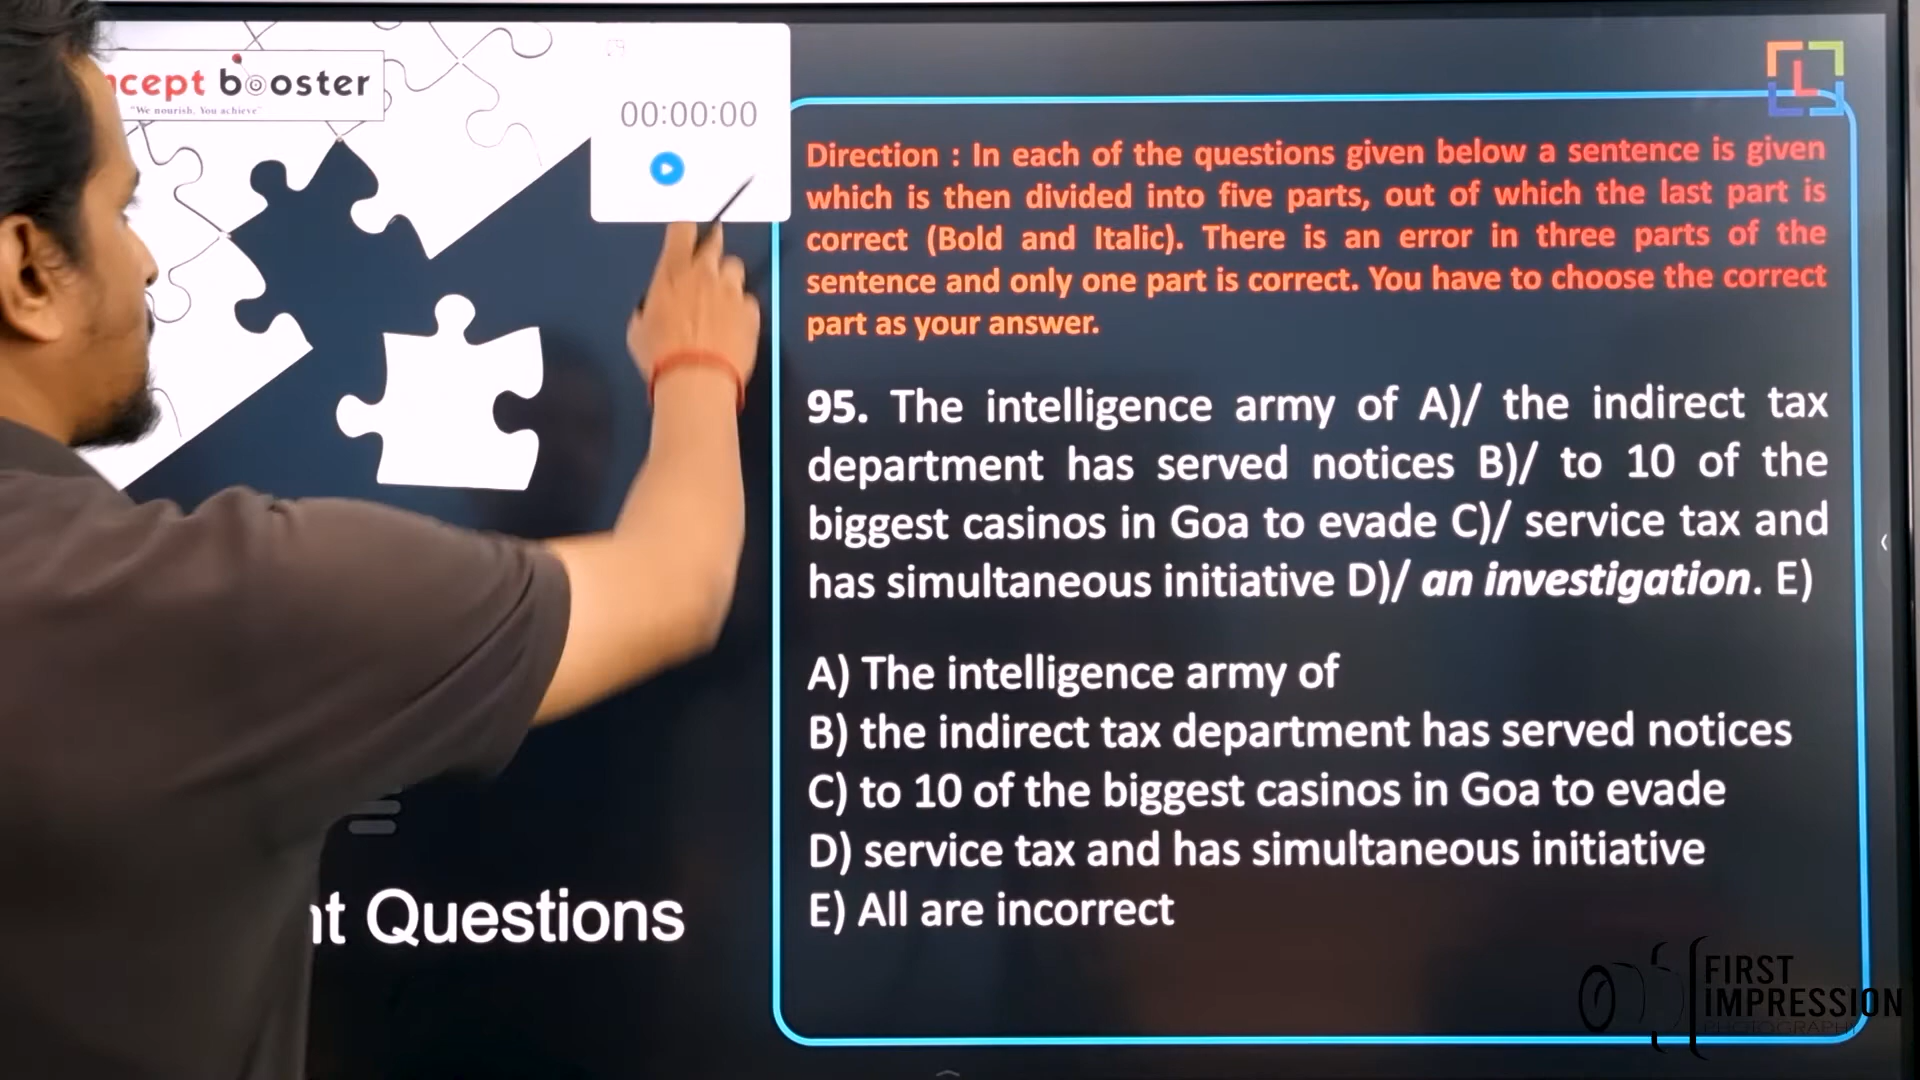 ncept booster
"We nourish. You achieve"
00:00:00
Direction : In each of the questions given below a sentence is given
which is then divided into five parts, out of which the last part is
correct (Bold and Italic). There is an error in three parts of the
sentence and only one part is correct. You have to choose the correct
part as your answer.
95. The intelligence army of A)/ the indirect tax
department has served notices B)/ to 10 of the
biggest casinos in Goa to evade C)/ service tax and
has simultaneous initiative D)/ an investigation. E)
A) The intelligence army of
B) the indirect tax department has served notices
C) to 10 of the biggest casinos in Goa to evade
D) service tax and has simultaneous initiative
E) All are incorrect
nt Questions
L
FIRST
IMPRESSION
PHOTOGRAPHY